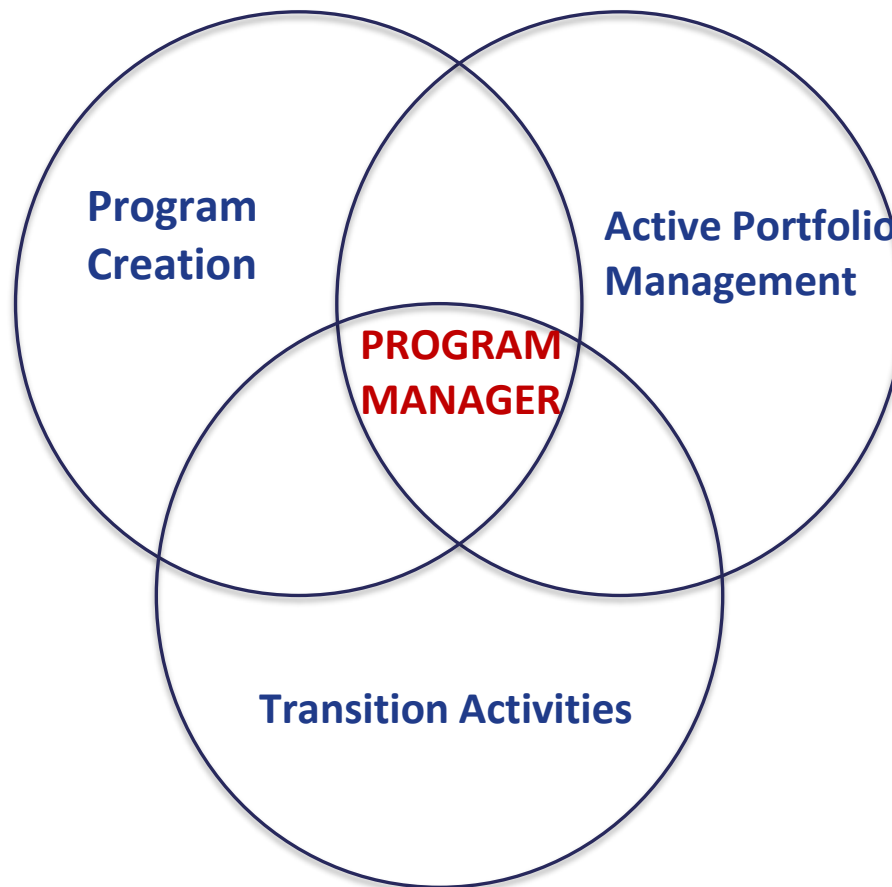 Program
Creation
Active Portfolio
Management
PROGRAM
MANAGER
Transition Activities